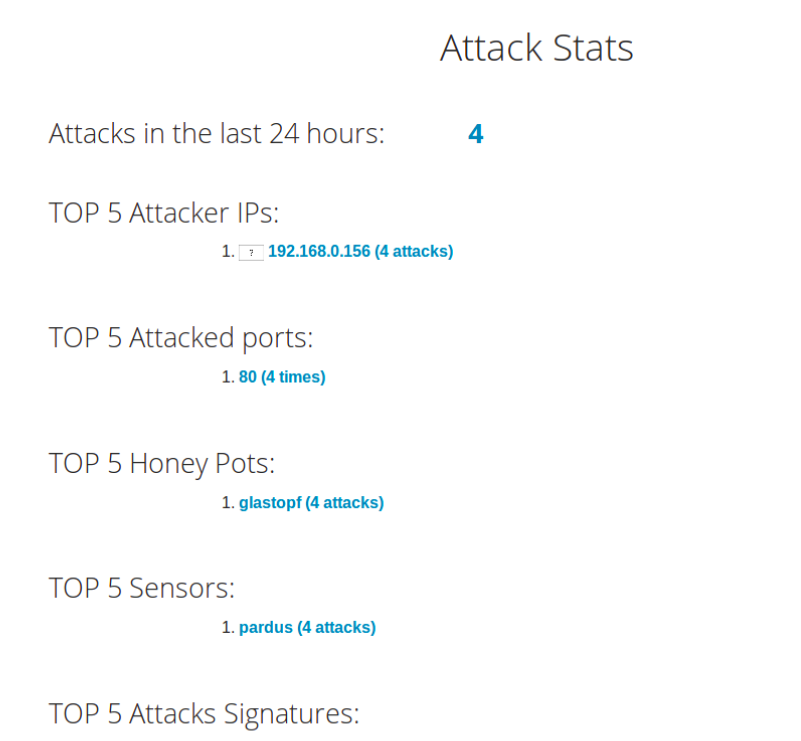 Attack Stats
Attacks in the last 24 hours: 4
TOP 5 Attacker IPs:
1. ? 192.168.0.156 (4 attacks)
TOP 5 Attacked ports:
1. 80 (4 times)
TOP 5 Honey Pots:
1. glastopf (4 attacks)
TOP 5 Sensors:
1. pardus (4 attacks)
TOP 5 Attacks Signatures: